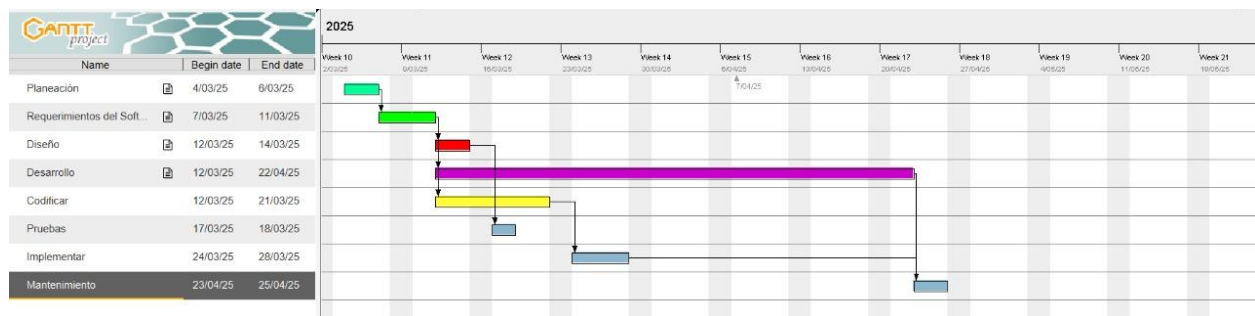 GANTT
project
2025
Week 10 Week 11 Week 12 Week 13 Week 14 Week 15 Week 16 Week 17 Week 18 Week 19 Week 20 Week 21
2/03/25 9/03/25 16/03/25 23/03/25 30/03/25 6/04/25 13/04/25 20/04/25 27/04/25 4/05/25 11/05/25 18/05/25
Name Begin date End date
7/04/25
Planeación 4/03/25 6/03/25
Requerimientos del Soft... 7/03/25 11/03/25
Diseño 12/03/25 14/03/25
Desarrollo 12/03/25 22/04/25
Codificar 12/03/25 21/03/25
Pruebas 17/03/25 18/03/25
Implementar 24/03/25 28/03/25
Mantenimiento 23/04/25 25/04/25